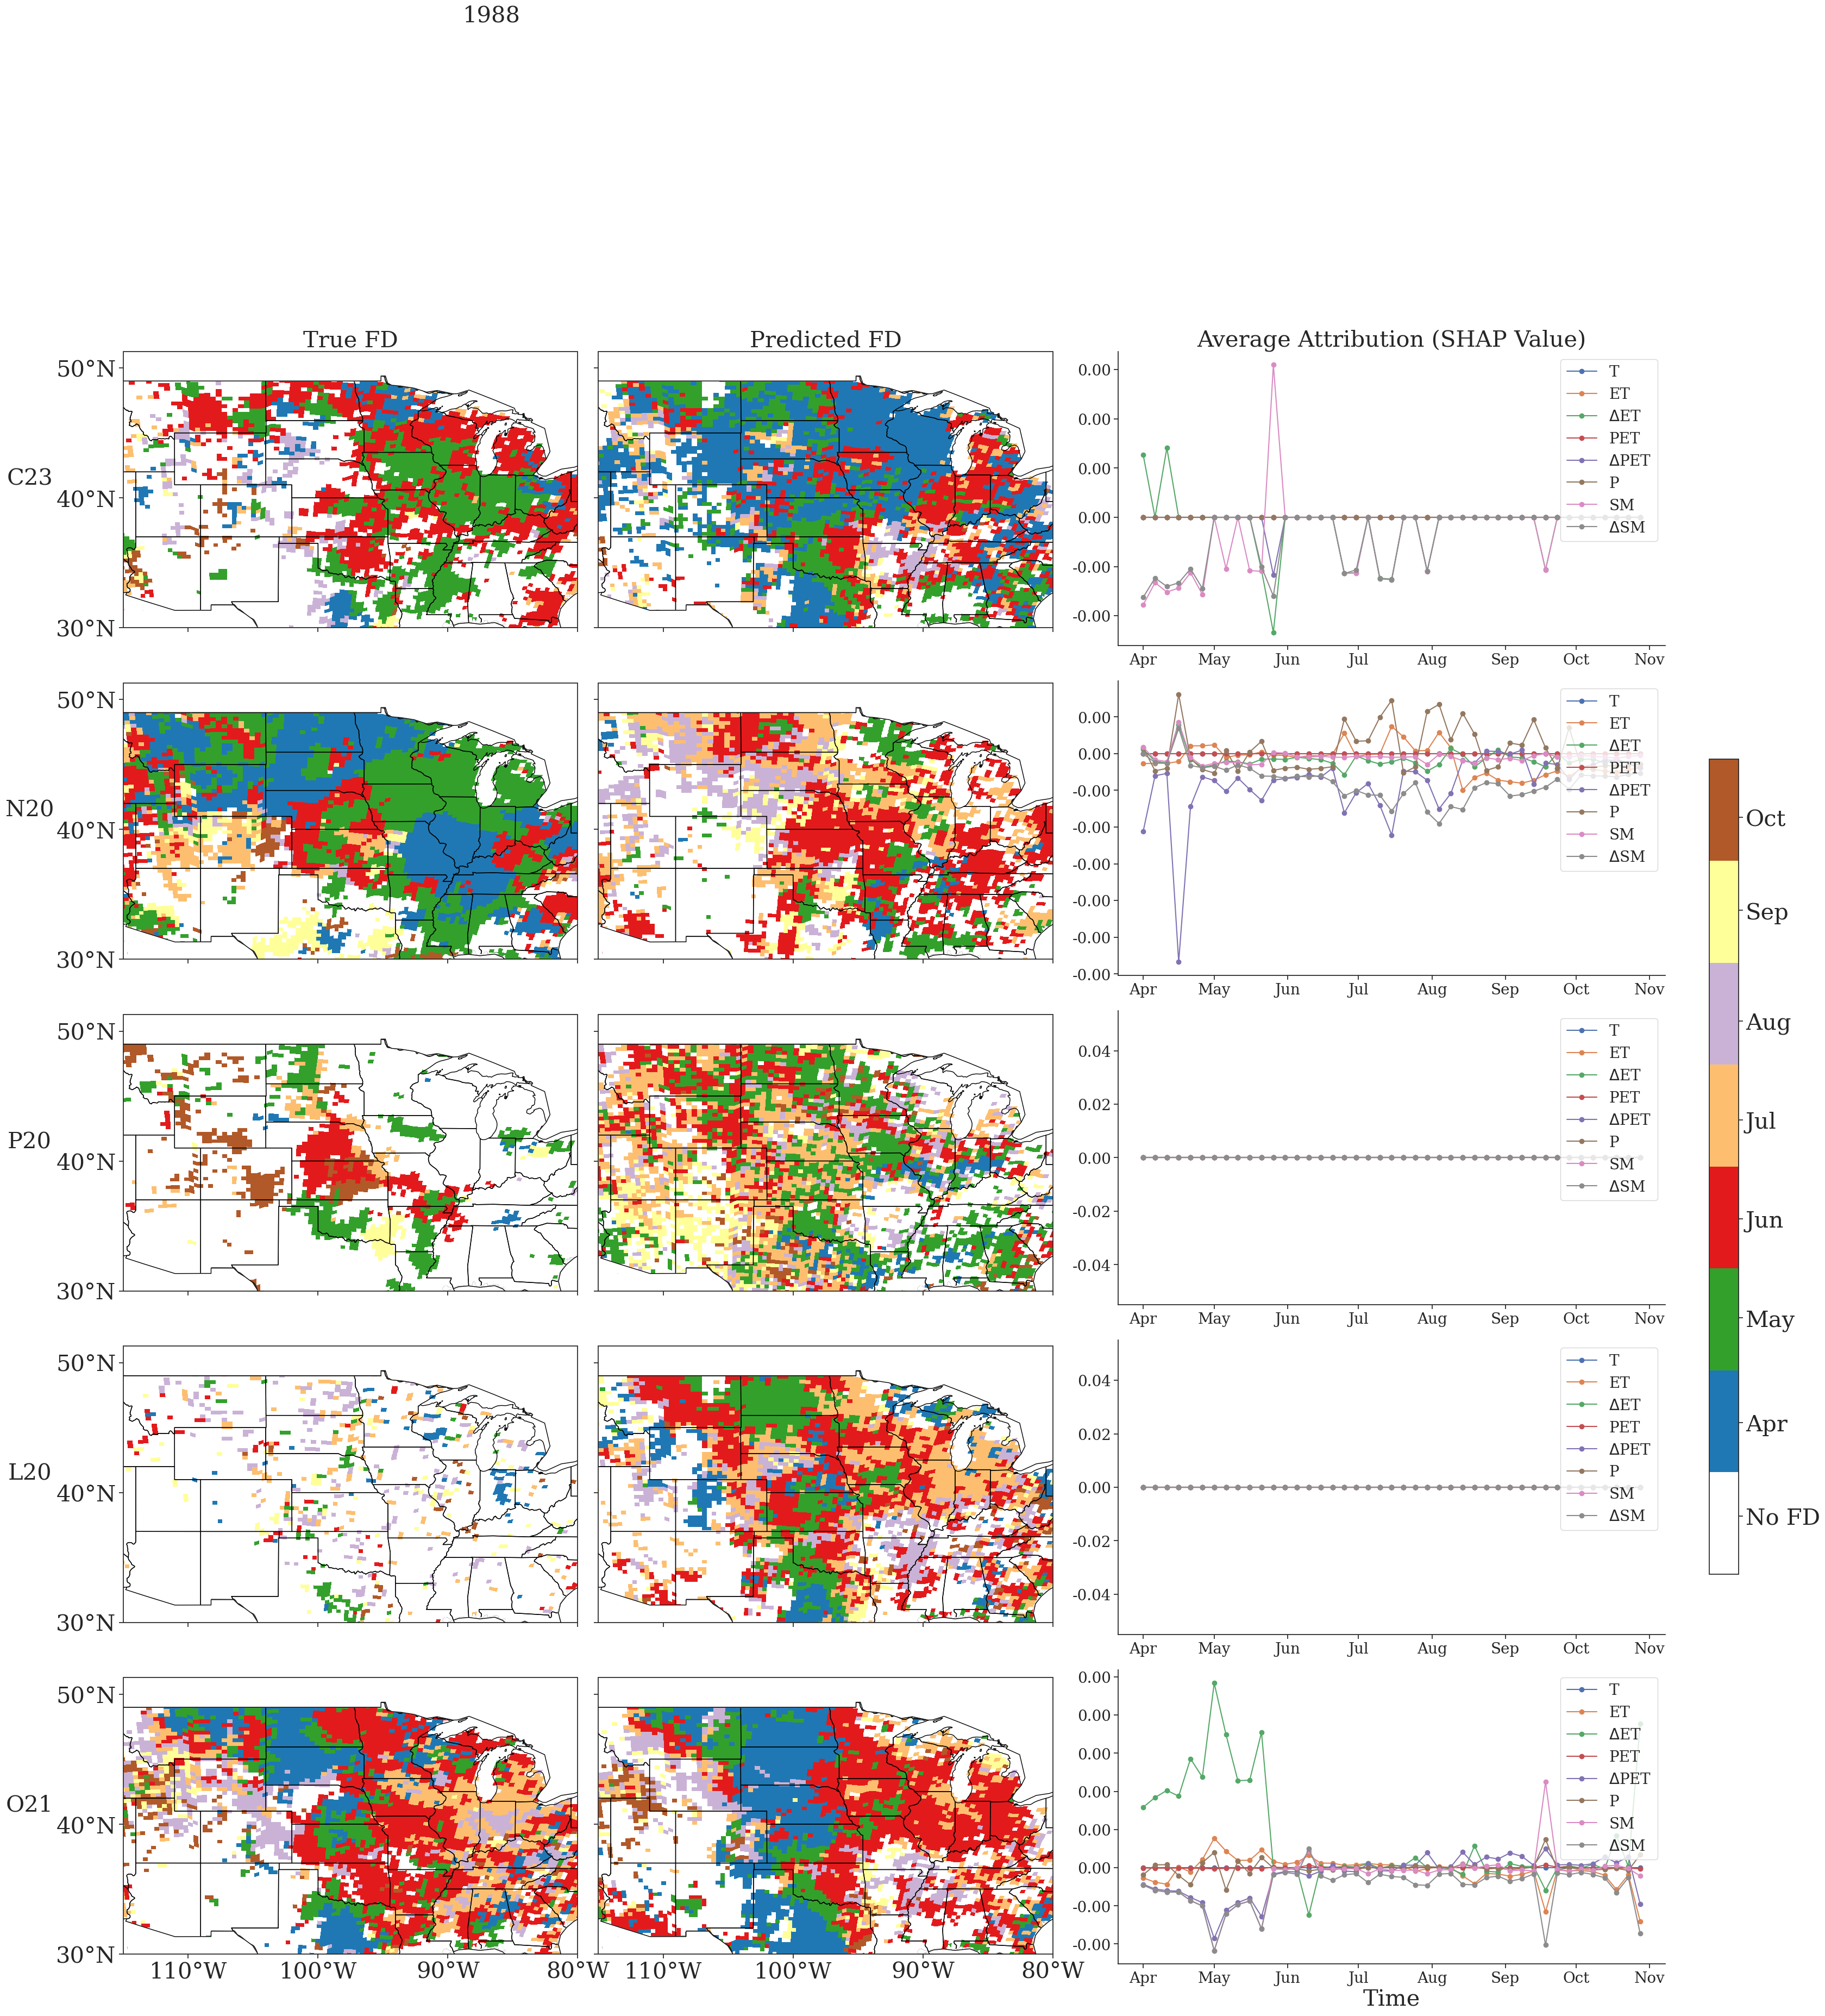 1988
True FD
Predicted FD
Average Attribution (SHAP Value)
C23
50°N
40°N
30°N
0.00
0.00
0.00
0.00
-0.00
-0.00
T
ET
ΔET
PET
ΔPET
P
SM
ΔSM
Apr May Jun Jul Aug Sep Oct Nov
N20
50°N
40°N
30°N
0.00
0.00
-0.00
-0.00
-0.00
-0.00
-0.00
-0.00
T
ET
ΔET
PET
ΔPET
P
SM
ΔSM
Apr May Jun Jul Aug Sep Oct Nov
P20
50°N
40°N
30°N
0.04
0.02
0.00
-0.02
-0.04
T
ET
ΔET
PET
ΔPET
P
SM
ΔSM
Apr May Jun Jul Aug Sep Oct Nov
L20
50°N
40°N
30°N
0.04
0.02
0.00
-0.02
-0.04
T
ET
ΔET
PET
ΔPET
P
SM
ΔSM
Apr May Jun Jul Aug Sep Oct Nov
O21
50°N
40°N
30°N
110°W 100°W 90°W 80°W
110°W 100°W 90°W 80°W
0.00
0.00
0.00
0.00
0.00
0.00
-0.00
-0.00
T
ET
ΔET
PET
ΔPET
P
SM
ΔSM
Apr May Jun Jul Aug Sep Oct Nov
Time
Oct
Sep
Aug
Jul
Jun
May
Apr
No FD